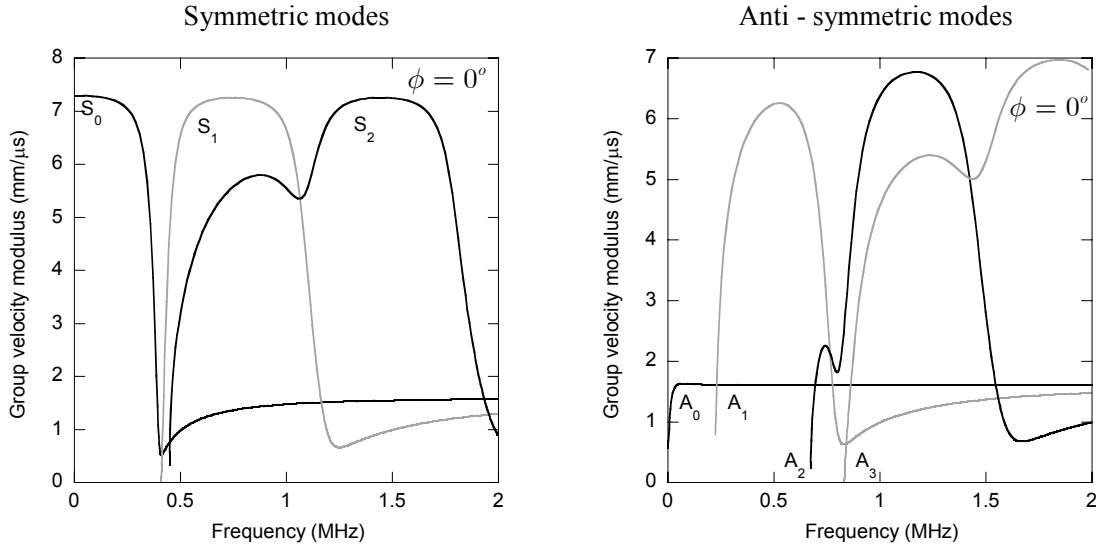 Symmetric modes
Anti - symmetric modes
8
7
6
5
4
3
2
1
0
Group velocity modulus (mm/μs)
ϕ = 0°
S₀
S₁
S₂
0
0.5
1
1.5
2
Frequency (MHz)
7
6
5
4
3
2
1
0
Group velocity modulus (mm/μs)
ϕ = 0°
A₀
A₁
A₂
A₃
0
0.5
1
1.5
2
Frequency (MHz)